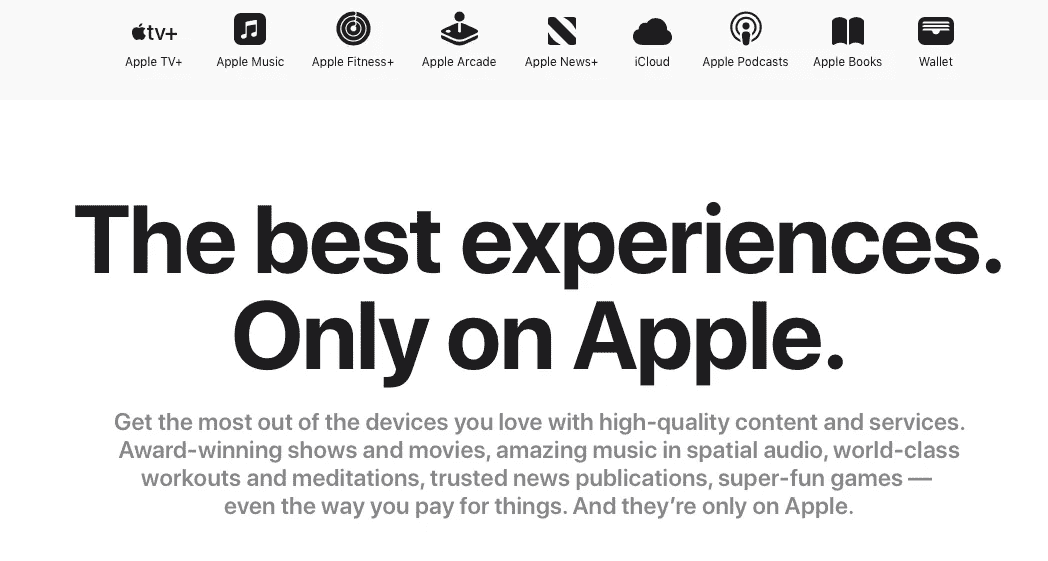 tv+
Apple TV+ Apple Music Apple Fitness+ Apple Arcade Apple News+ iCloud Apple Podcasts Apple Books Wallet
The best experiences.
Only on Apple.
Get the most out of the devices you love with high-quality content and services.
Award-winning shows and movies, amazing music in spatial audio, world-class
workouts and meditations, trusted news publications, super-fun games —
even the way you pay for things. And they’re only on Apple.